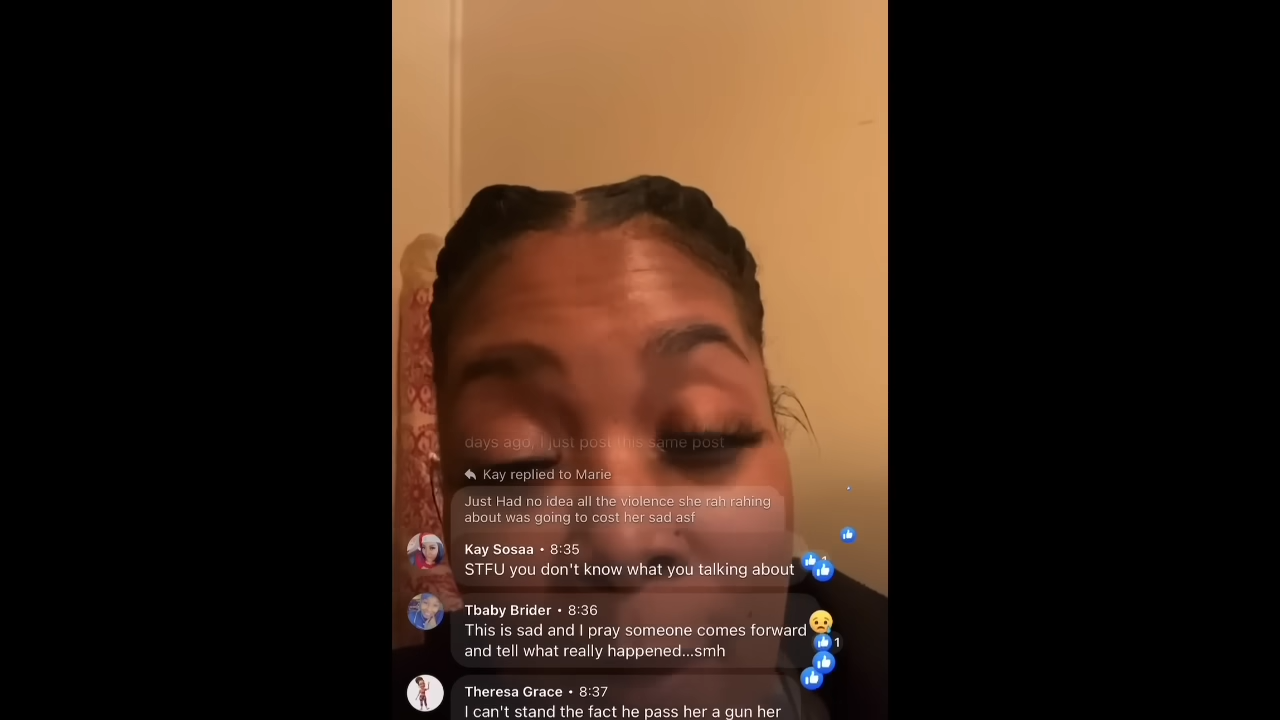 days ago, I just post this same post
Kay replied to Marie
Just Had no idea all the violence she rah rahing
about was going to cost her sad asf
Kay Sosaa • 8:35
STFU you don't know what you talking about
1
Tbaby Brider • 8:36
This is sad and I pray someone comes forward
and tell what really happened...smh
1
Theresa Grace • 8:37
I can't stand the fact he pass her a gun her